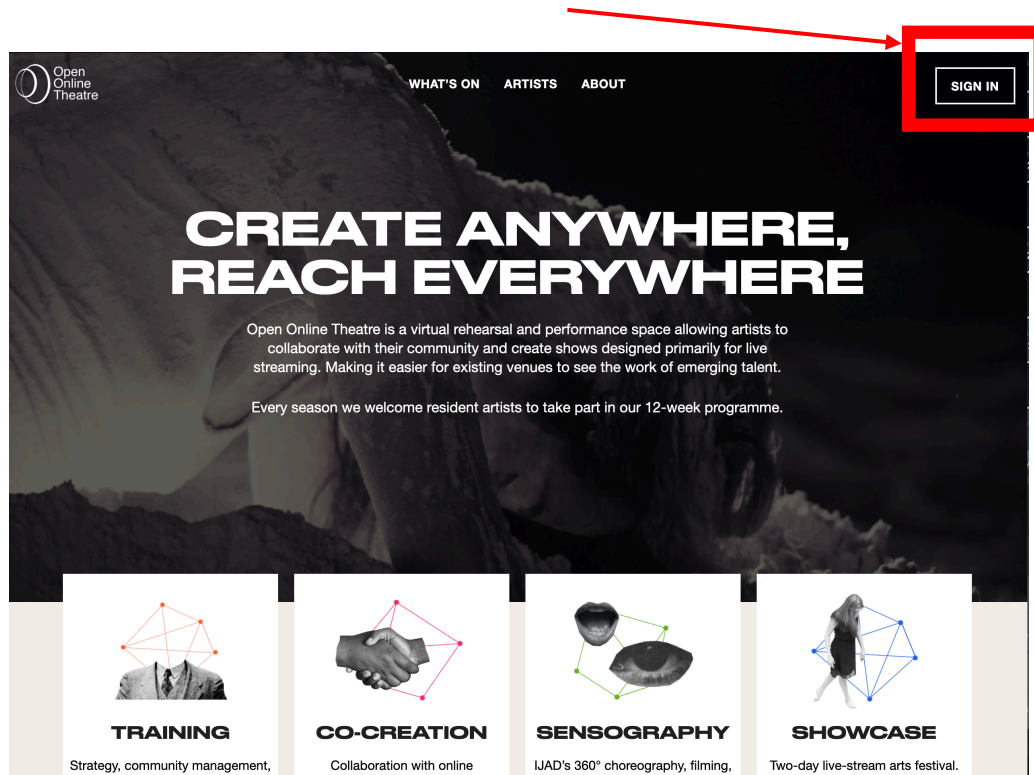 Open
Online
Theatre
WHAT'S ON ARTISTS ABOUT
SIGN IN
CREATE ANYWHERE,
REACH EVERYWHERE
Open Online Theatre is a virtual rehearsal and performance space allowing artists to
collaborate with their community and create shows designed primarily for live
streaming. Making it easier for existing venues to see the work of emerging talent.
Every season we welcome resident artists to take part in our 12-week programme.
TRAINING
Strategy, community management,
CO-CREATION
Collaboration with online
SENSOGRAPHY
IJAD's 360° choreography, filming,
SHOWCASE
Two-day live-stream arts festival.